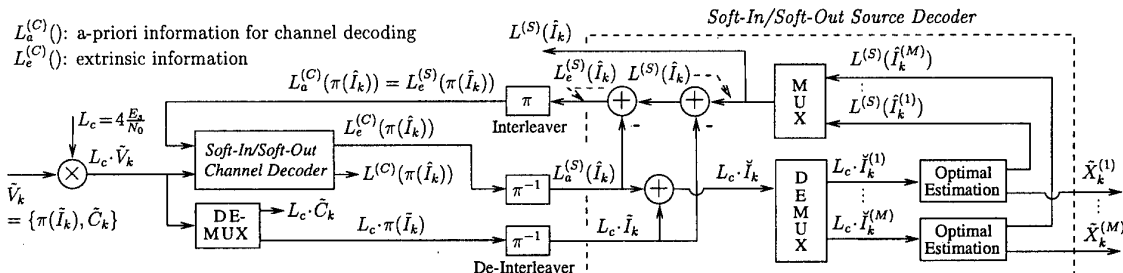 Soft-In/Soft-Out Source Decoder
L_a^{(C)}(): a-priori information for channel decoding
L_e^{(C)}(): extrinsic information
L^{(S)}(Î_k)
L_a^{(C)}(π(Î_k)) = L_e^{(S)}(π(Î_k))
L_e^{(S)}(Î_k)
L^{(S)}(Î_k)
L^{(S)}(Î_k^{(M)})
⋮
L^{(S)}(Î_k^{(1)})
MUX
π
Interleaver
+
-
+
-
L_c = 4 E_s/N_0
L_e^{(C)}(π(Î_k))
Soft-In/Soft-Out
Channel Decoder
L^{(C)}(π(Î_k))
×
L_c·Ṽ_k
Ṽ_k
= {π(Ĩ_k), C̃_k}
π^{-1}
L_a^{(S)}(Î_k)
+
L_c·Ĭ_k
DEMUX
L_c·Ĭ_k^{(1)}
⋮
L_c·Ĭ_k^{(M)}
Optimal
Estimation
X̃_k^{(1)}
⋮
Optimal
Estimation
X̃_k^{(M)}
DE-
MUX
L_c·C̃_k
L_c·π(Ĩ_k)
π^{-1}
L_c·Ĩ_k
De-Interleaver